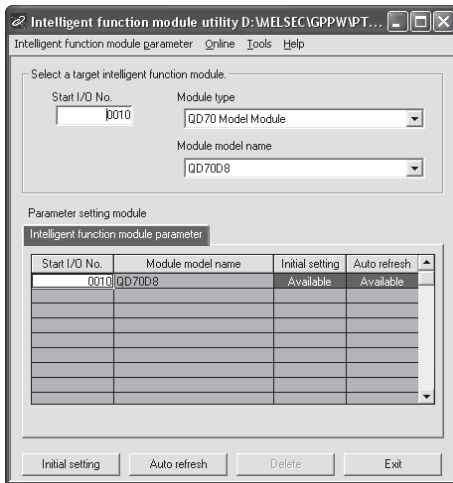 Intelligent function module utility D:\MELSEC\GPPW\PT...
Intelligent function module parameter Online Tools Help
Select a target intelligent function module.
Start I/O No. Module type
0010 QD70 Model Module
Module model name
QD70D8
Parameter setting module
Intelligent function module parameter
Start I/O No. Module model name Initial setting Auto refresh
0010 QD70D8 Available Available
Initial setting Auto refresh Delete Exit